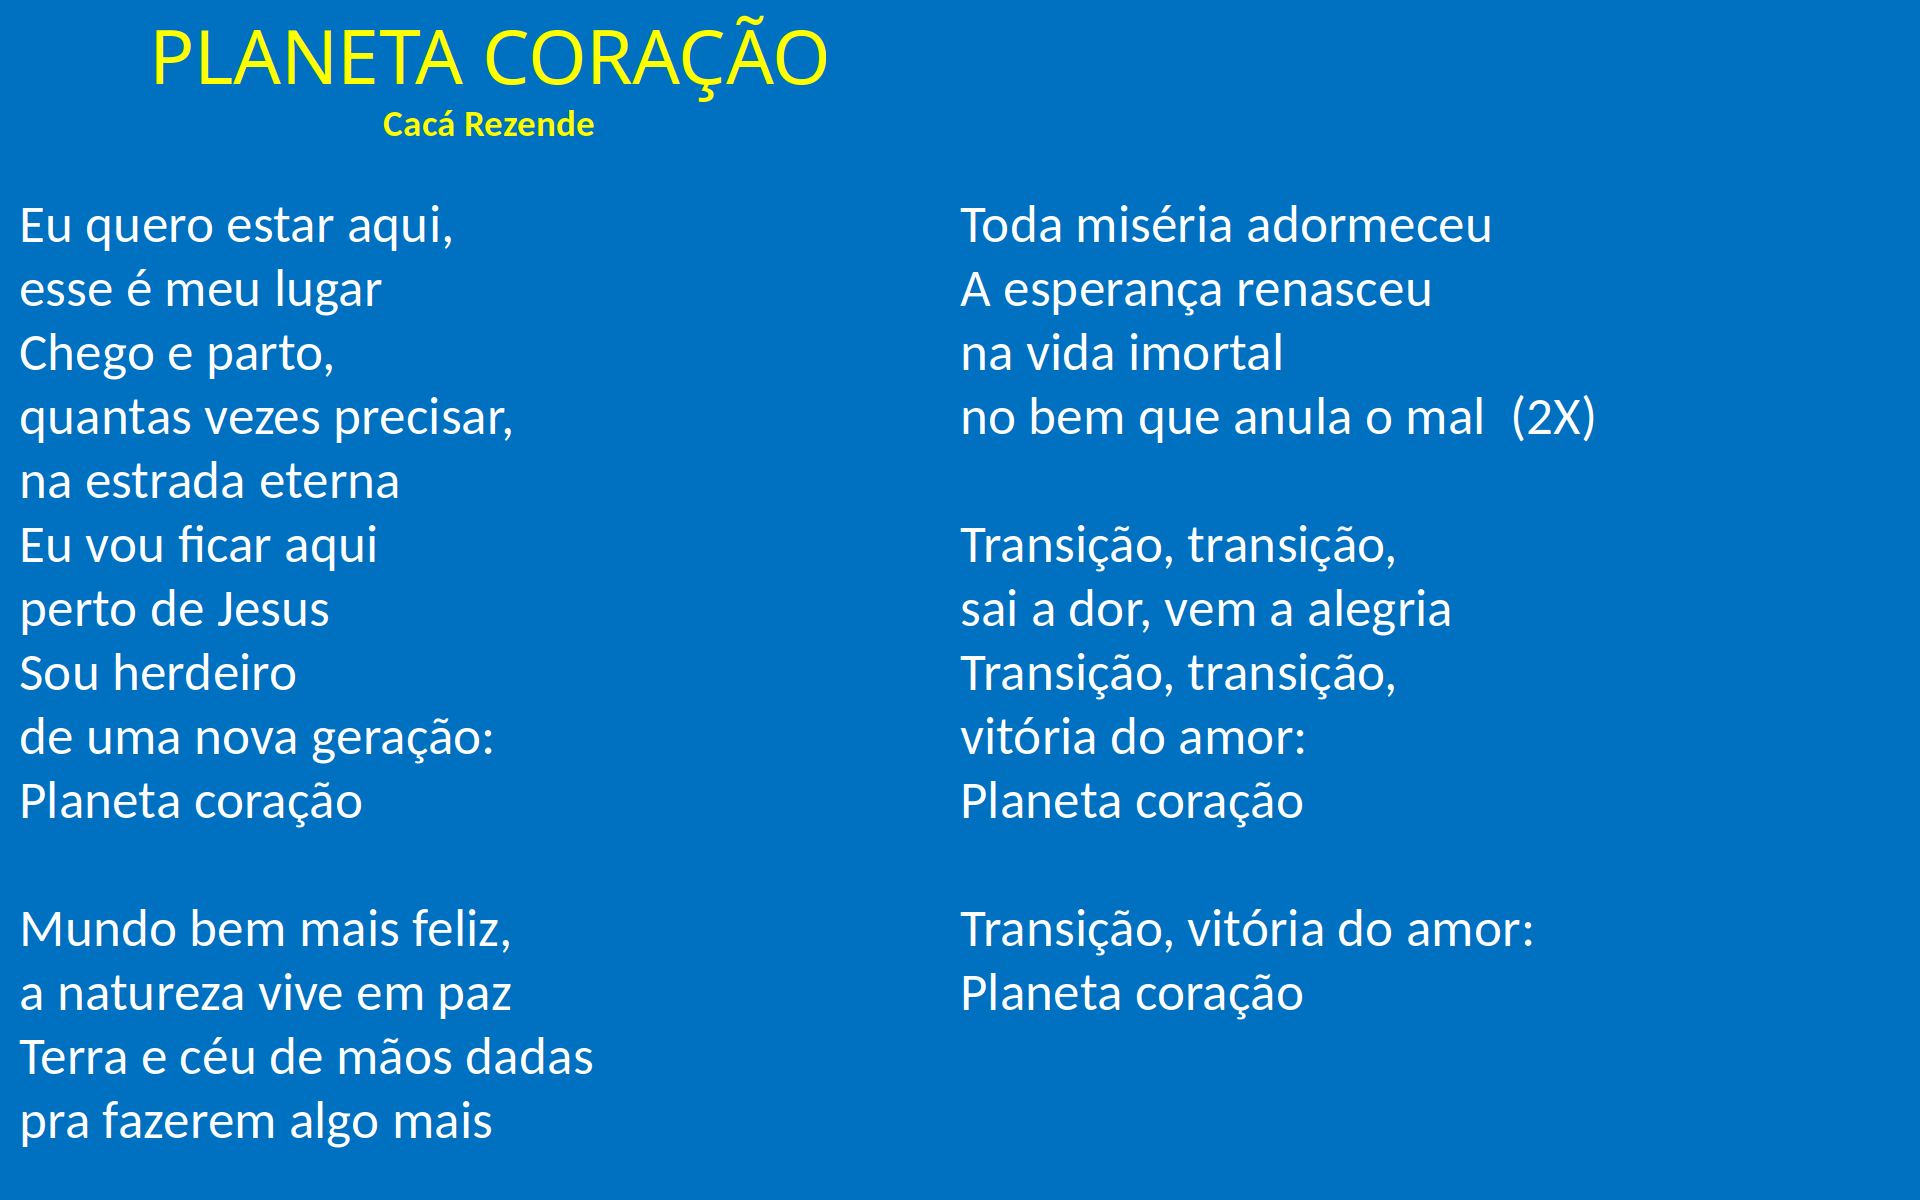 PLANETA CORAÇÃO
Cacá Rezende
Eu quero estar aqui,
esse é meu lugar
Chego e parto,
quantas vezes precisar,
na estrada eterna
Eu vou ficar aqui
perto de Jesus
Sou herdeiro
de uma nova geração:
Planeta coração
Mundo bem mais feliz,
a natureza vive em paz
Terra e céu de mãos dadas
pra fazerem algo mais
Toda miséria adormeceu
A esperança renasceu
na vida imortal
no bem que anula o mal  (2X)
Transição, transição,
sai a dor, vem a alegria
Transição, transição,
vitória do amor:
Planeta coração
Transição, vitória do amor:
Planeta coração